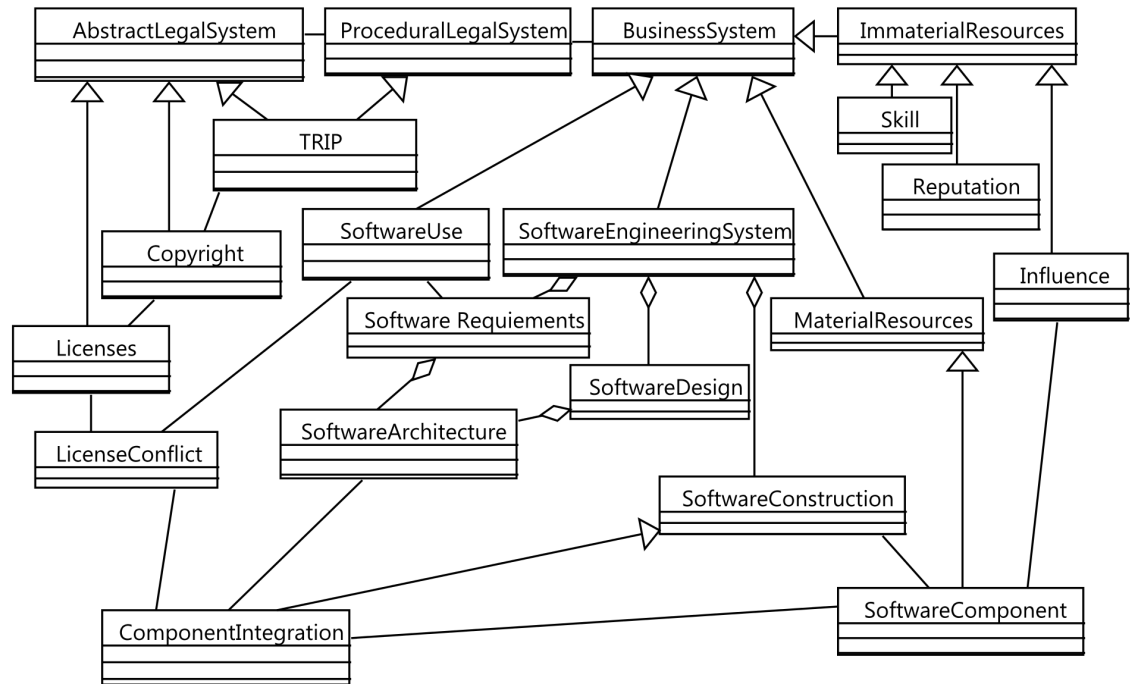 AbstractLegalSystem
ProceduralLegalSystem
BusinessSystem
ImmaterialResources
Skill
TRIP
Reputation
SoftwareUse
SoftwareEngineeringSystem
Copyright
Influence
Software Requiements
MaterialResources
Licenses
SoftwareDesign
SoftwareArchitecture
LicenseConflict
SoftwareConstruction
SoftwareComponent
ComponentIntegration